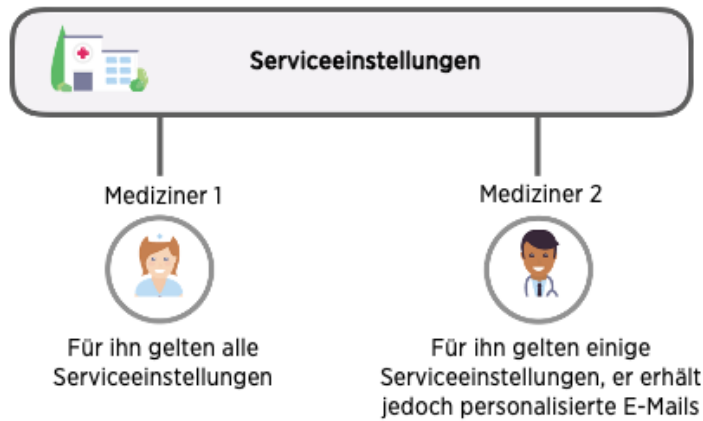 Serviceeinstellungen
Mediziner 1
Mediziner 2
Für ihn gelten alle
Serviceeinstellungen
Für ihn gelten einige
Serviceeinstellungen, er erhält
jedoch personalisierte E-Mails